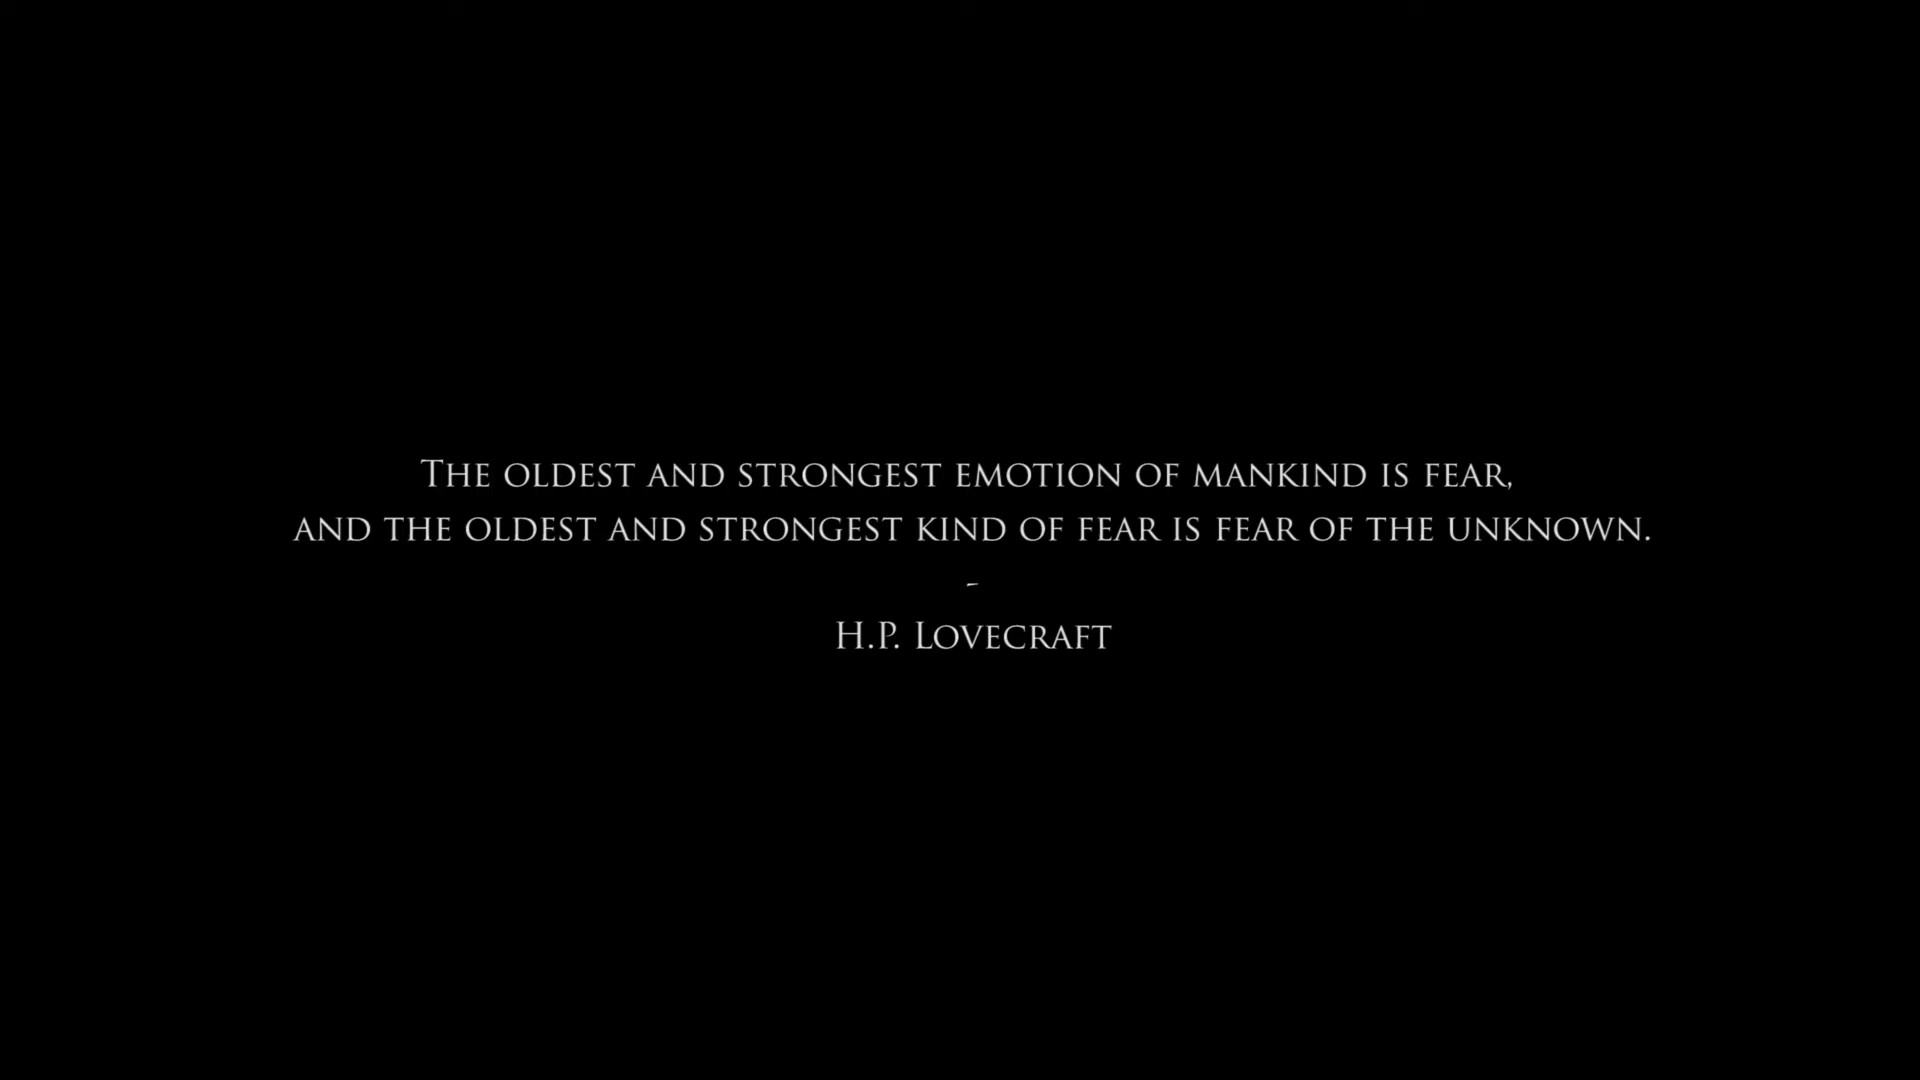 The oldest and strongest emotion of mankind is fear,
and the oldest and strongest kind of fear is fear of the unknown.
-
H.P. Lovecraft